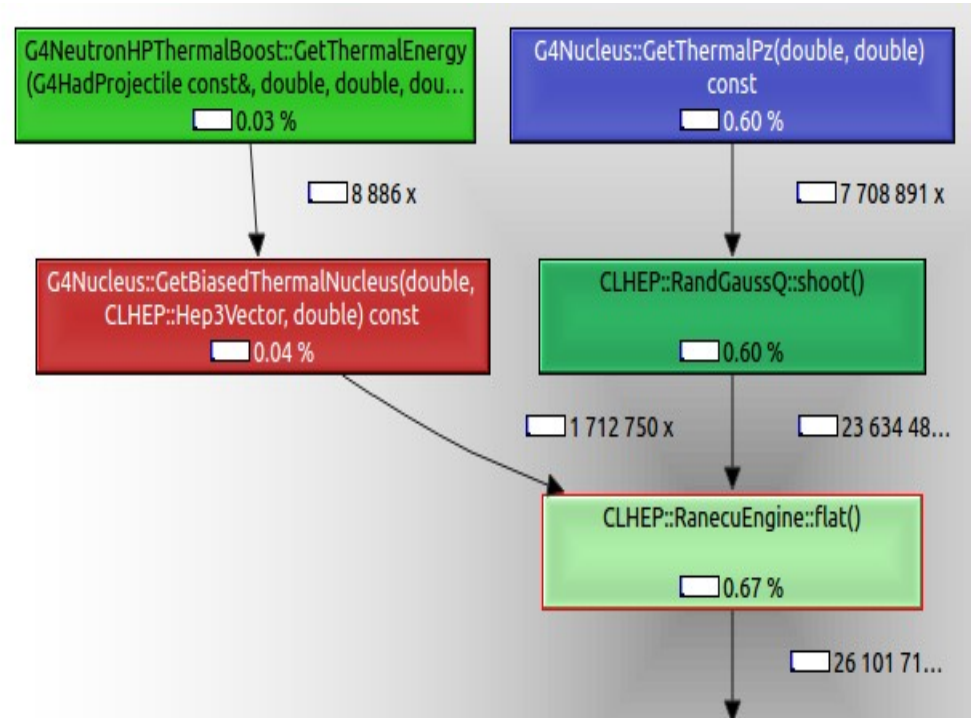 G4NeutronHPThermalBoost::GetThermalEnergy
(G4HadProjectile const&, double, double, dou...
0.03 %
G4Nucleus::GetThermalPz(double, double)
const
0.60 %
8 886 x
7 708 891 x
G4Nucleus::GetBiasedThermalNucleus(double,
CLHEP::Hep3Vector, double) const
0.04 %
CLHEP::RandGaussQ::shoot()
0.60 %
1 712 750 x
23 634 48...
CLHEP::RanecuEngine::flat()
0.67 %
26 101 71...